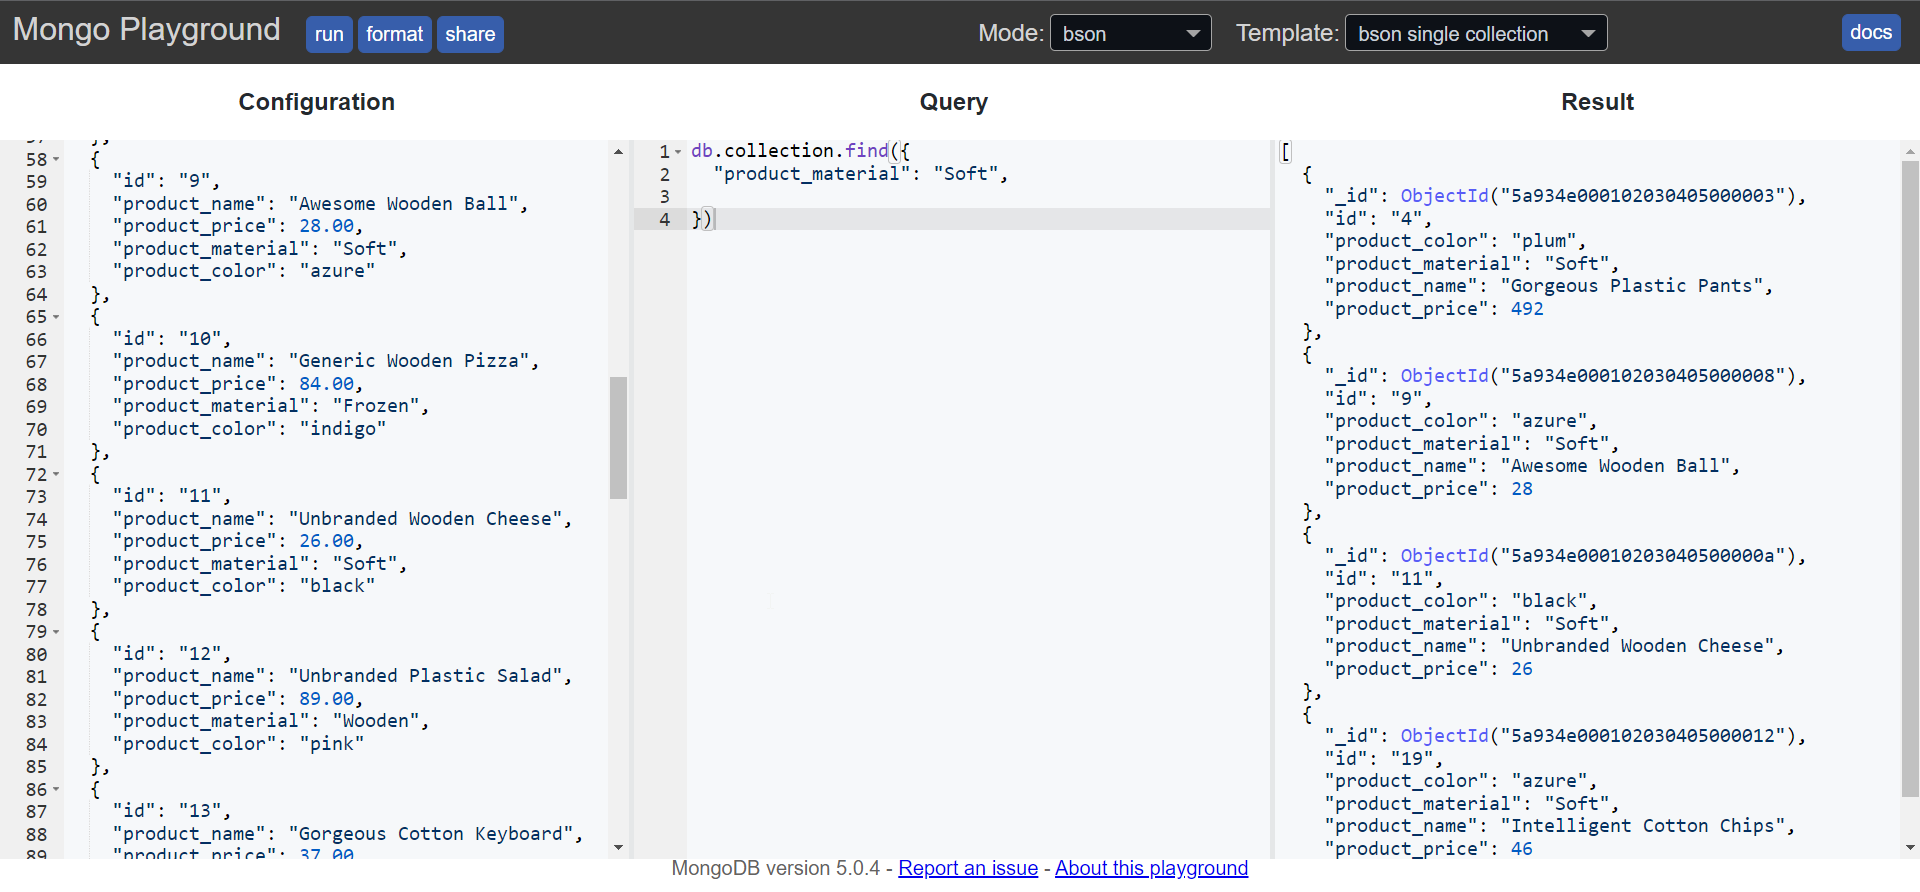 Mongo Playground
run
format
share
Mode:
bson
Template:
bson single collection
docs
Configuration
Query
Result
58
{
59
"id": "9",
60
"product_name": "Awesome Wooden Ball",
61
"product_price": 28.00,
62
"product_material": "Soft",
63
"product_color": "azure"
64
},
65
{
66
"id": "10",
67
"product_name": "Generic Wooden Pizza",
68
"product_price": 84.00,
69
"product_material": "Frozen",
70
"product_color": "indigo"
71
},
72
{
73
"id": "11",
74
"product_name": "Unbranded Wooden Cheese",
75
"product_price": 26.00,
76
"product_material": "Soft",
77
"product_color": "black"
78
},
79
{
80
"id": "12",
81
"product_name": "Unbranded Plastic Salad",
82
"product_price": 89.00,
83
"product_material": "Wooden",
84
"product_color": "pink"
85
},
86
{
87
"id": "13",
88
"product_name": "Gorgeous Cotton Keyboard",
89
"product_price": 37.00
1
db.collection.find({
2
"product_material": "Soft",
3
4
})
[
{
"_id": ObjectId("5a934e000102030405000003"),
"id": "4",
"product_color": "plum",
"product_material": "Soft",
"product_name": "Gorgeous Plastic Pants",
"product_price": 492
},
{
"_id": ObjectId("5a934e000102030405000008"),
"id": "9",
"product_color": "azure",
"product_material": "Soft",
"product_name": "Awesome Wooden Ball",
"product_price": 28
},
{
"_id": ObjectId("5a934e00010203040500000a"),
"id": "11",
"product_color": "black",
"product_material": "Soft",
"product_name": "Unbranded Wooden Cheese",
"product_price": 26
},
{
"_id": ObjectId("5a934e000102030405000012"),
"id": "19",
"product_color": "azure",
"product_material": "Soft",
"product_name": "Intelligent Cotton Chips",
"product_price": 46
MongoDB version 5.0.4 - Report an issue - About this playground